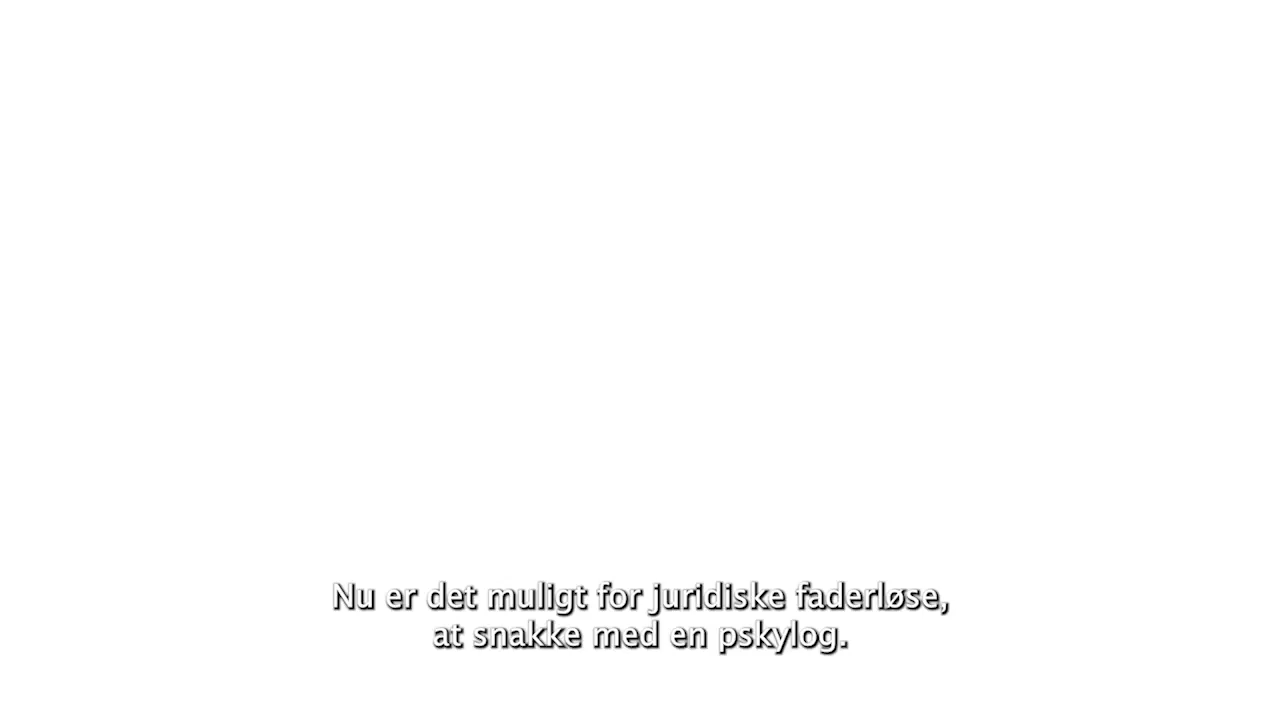 Nu er det muligt for juridiske faderløse,
at snakke med en pskylog.